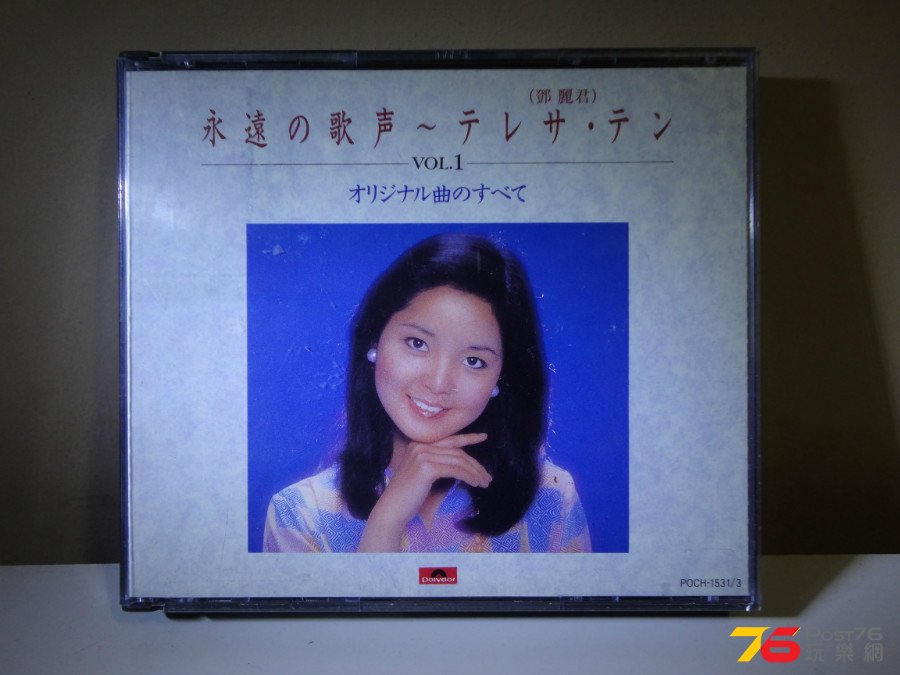 (鄧麗君)
永遠の歌声～テレサ・テン
VOL.1
オリジナル曲のすべて
Polydor
POCH-1531/3
76 POST76
玩樂網